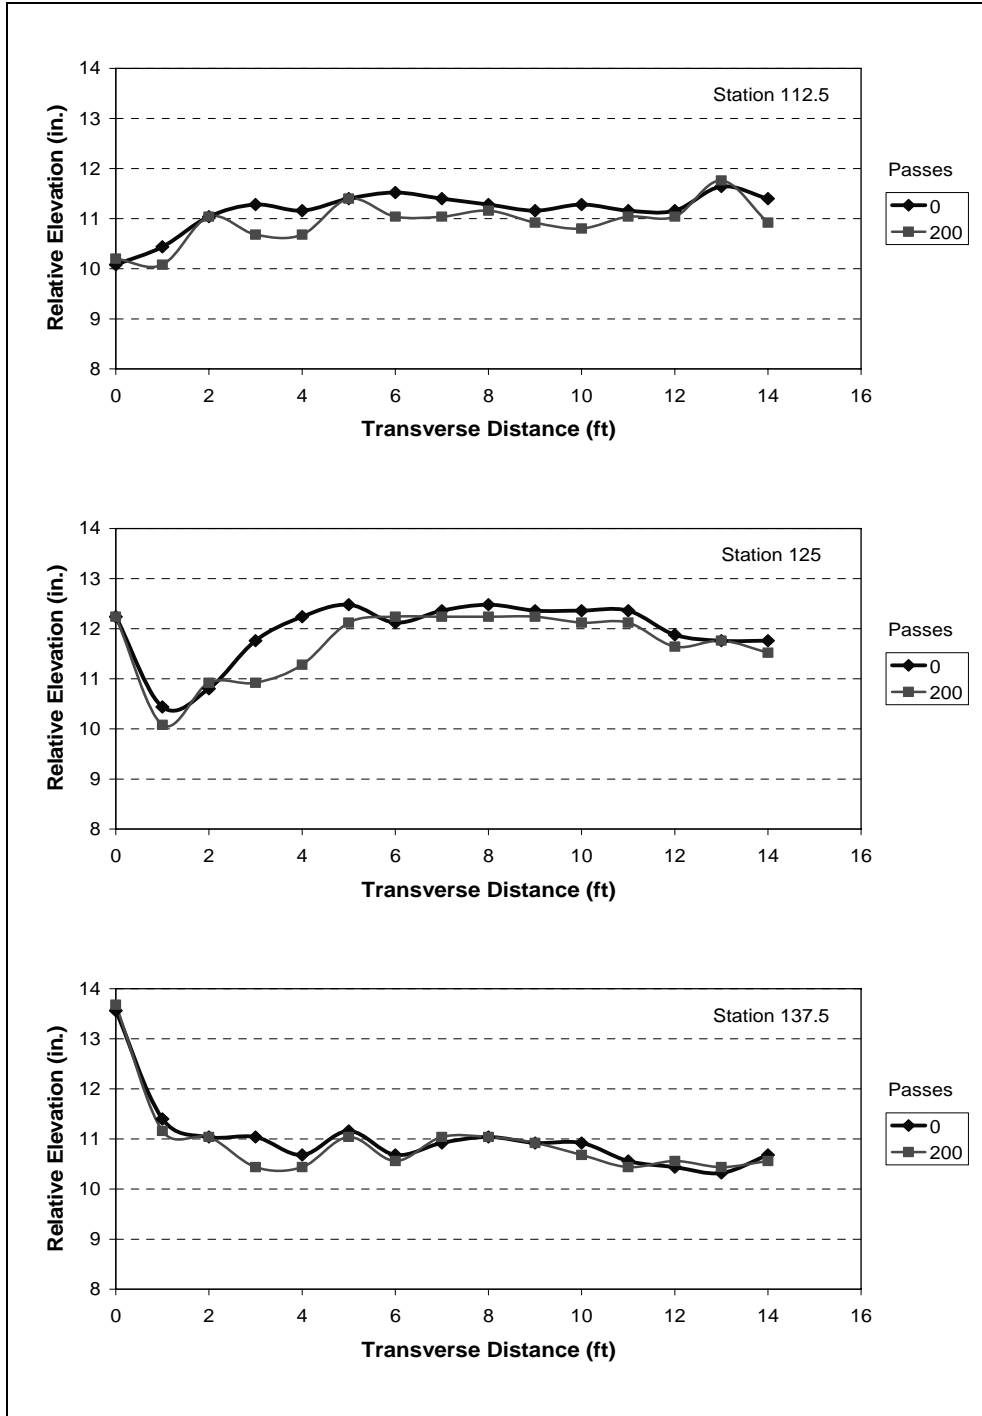 14
Station 112.5
13
12
11
10
9
8
Relative Elevation (in.)
0 2 4 6 8 10 12 14 16
Transverse Distance (ft)
Passes
0
200
14
Station 125
13
12
11
10
9
8
Relative Elevation (in.)
0 2 4 6 8 10 12 14 16
Transverse Distance (ft)
Passes
0
200
14
Station 137.5
13
12
11
10
9
8
Relative Elevation (in.)
0 2 4 6 8 10 12 14 16
Transverse Distance (ft)
Passes
0
200